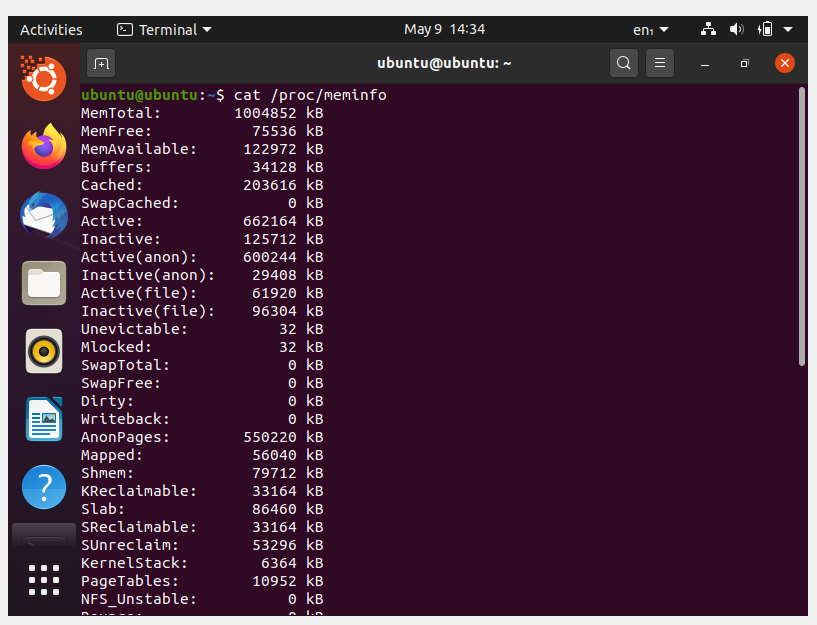 Activities Terminal May 9 14:34 en₁
ubuntu@ubuntu: ~
ubuntu@ubuntu:~$ cat /proc/meminfo
MemTotal: 1004852 kB
MemFree: 75536 kB
MemAvailable: 122972 kB
Buffers: 34128 kB
Cached: 203616 kB
SwapCached: 0 kB
Active: 662164 kB
Inactive: 125712 kB
Active(anon): 600244 kB
Inactive(anon): 29408 kB
Active(file): 61920 kB
Inactive(file): 96304 kB
Unevictable: 32 kB
Mlocked: 32 kB
SwapTotal: 0 kB
SwapFree: 0 kB
Dirty: 0 kB
Writeback: 0 kB
AnonPages: 550220 kB
Mapped: 56040 kB
Shmem: 79712 kB
KReclaimable: 33164 kB
Slab: 86460 kB
SReclaimable: 33164 kB
SUnreclaim: 53296 kB
KernelStack: 6364 kB
PageTables: 10952 kB
NFS_Unstable: 0 kB